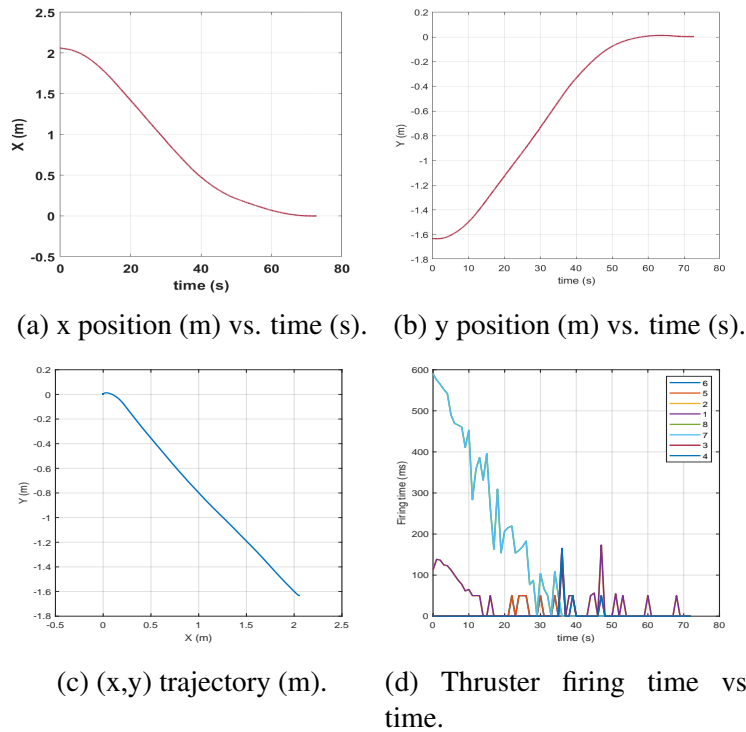 2.5
2
1.5
1
0.5
0
-0.5
X (m)
0 20 40 60 80
time (s)
(a) x position (m) vs. time (s).
0.2
0
-0.2
-0.4
-0.6
-0.8
-1
-1.2
-1.4
-1.6
-1.8
Y (m)
0 10 20 30 40 50 60 70 80
time (s)
(b) y position (m) vs. time (s).
0.2
0
-0.2
-0.4
-0.6
-0.8
-1
-1.2
-1.4
-1.6
-1.8
Y (m)
-0.5 0 0.5 1 1.5 2 2.5
X (m)
(c) (x,y) trajectory (m).
600
500
400
300
200
100
0
Firing time (ms)
6
5
2
1
8
7
3
4
0 10 20 30 40 50 60 70 80
time (s)
(d) Thruster firing time vs
time.